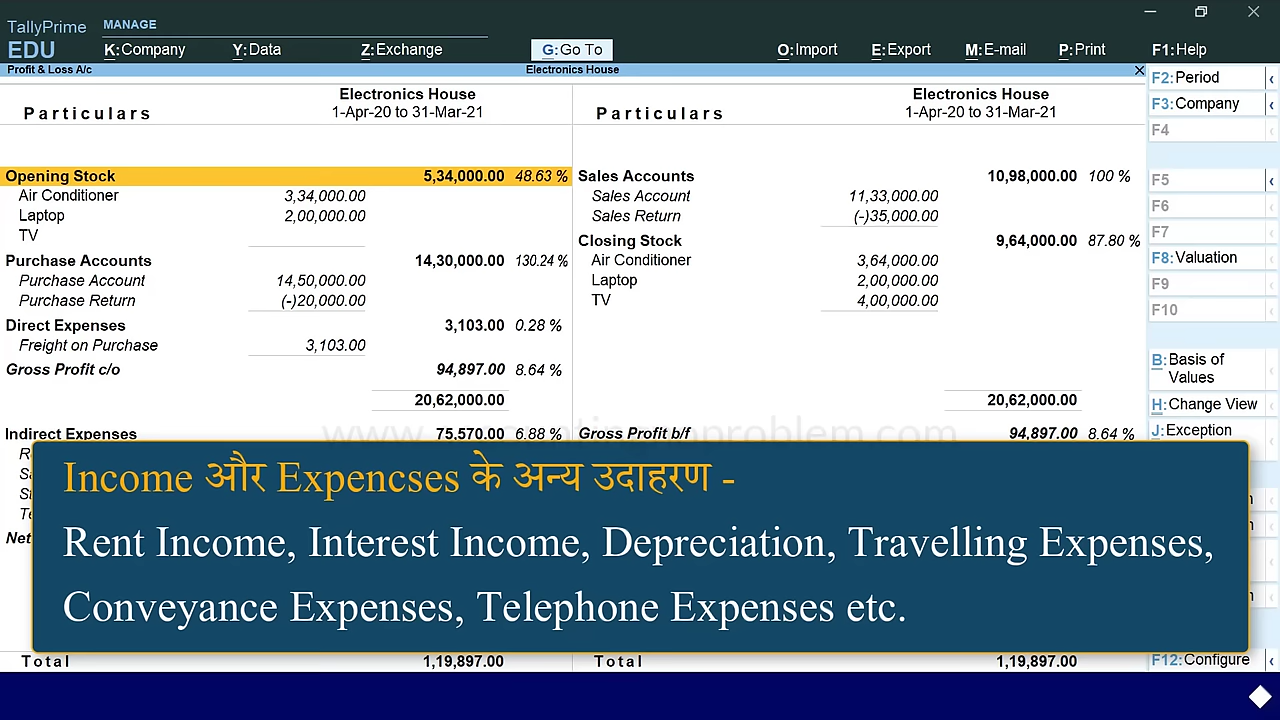 TallyPrime MANAGE
EDU K:Company Y:Data Z:Exchange G:Go To O:Import E:Export M:E-mail P:Print F1:Help
Profit & Loss A/c Electronics House
Particulars Electronics House Particulars Electronics House
1-Apr-20 to 31-Mar-21 1-Apr-20 to 31-Mar-21
Opening Stock 5,34,000.00 48.63 % Sales Accounts 10,98,000.00 100 %
Air Conditioner 3,34,000.00 Sales Account 11,33,000.00
Laptop 2,00,000.00 Sales Return (-)35,000.00
TV
Closing Stock 9,64,000.00 87.80 %
Purchase Accounts 14,30,000.00 130.24 % Air Conditioner 3,64,000.00
Purchase Account 14,50,000.00 Laptop 2,00,000.00
Purchase Return (-)20,000.00 TV 4,00,000.00
Direct Expenses 3,103.00 0.28 %
Freight on Purchase 3,103.00
Gross Profit c/o 94,897.00 8.64 %
20,62,000.00 20,62,000.00
Indirect Expenses 75,570.00 6.88 % Gross Profit b/f 94,897.00 8.64 %
Income और Expencses के अन्य उदाहरण -
Rent Income, Interest Income, Depreciation, Travelling Expenses,
Conveyance Expenses, Telephone Expenses etc.
Net
Total 1,19,897.00 Total 1,19,897.00
F2:Period
F3:Company
F4
F5
F6
F7
F8:Valuation
F9
F10
B:Basis of
Values
H:Change View
J:Exception
F12:Configure